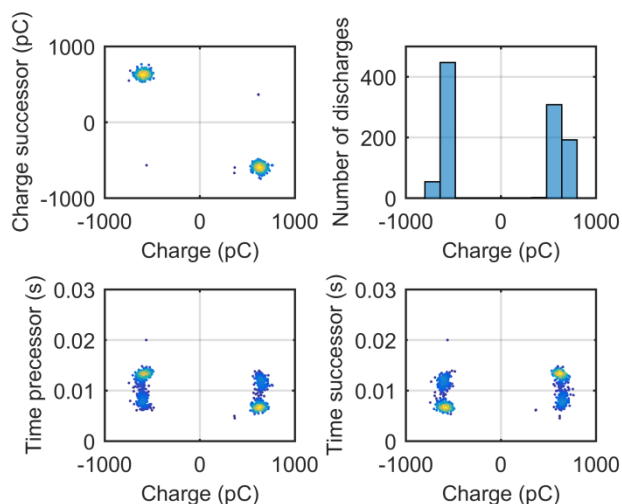 Charge successor (pC)
1000
0
-1000
-1000 0 1000
Charge (pC)
Number of discharges
400
200
0
-1000 0 1000
Charge (pC)
Time precessor (s)
0.03
0.02
0.01
0
-1000 0 1000
Charge (pC)
Time successor (s)
0.03
0.02
0.01
0
-1000 0 1000
Charge (pC)